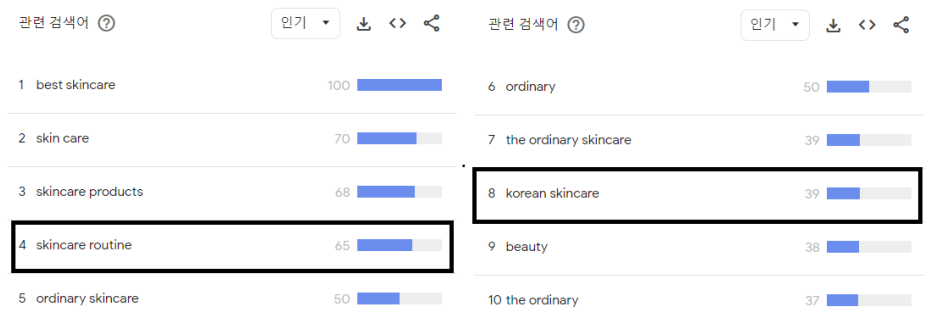 관련 검색어
인기
1 best skincare 100
2 skin care 70
3 skincare products 68
4 skincare routine 65
5 ordinary skincare 50
관련 검색어
인기
6 ordinary 50
7 the ordinary skincare 39
8 korean skincare 39
9 beauty 38
10 the ordinary 37